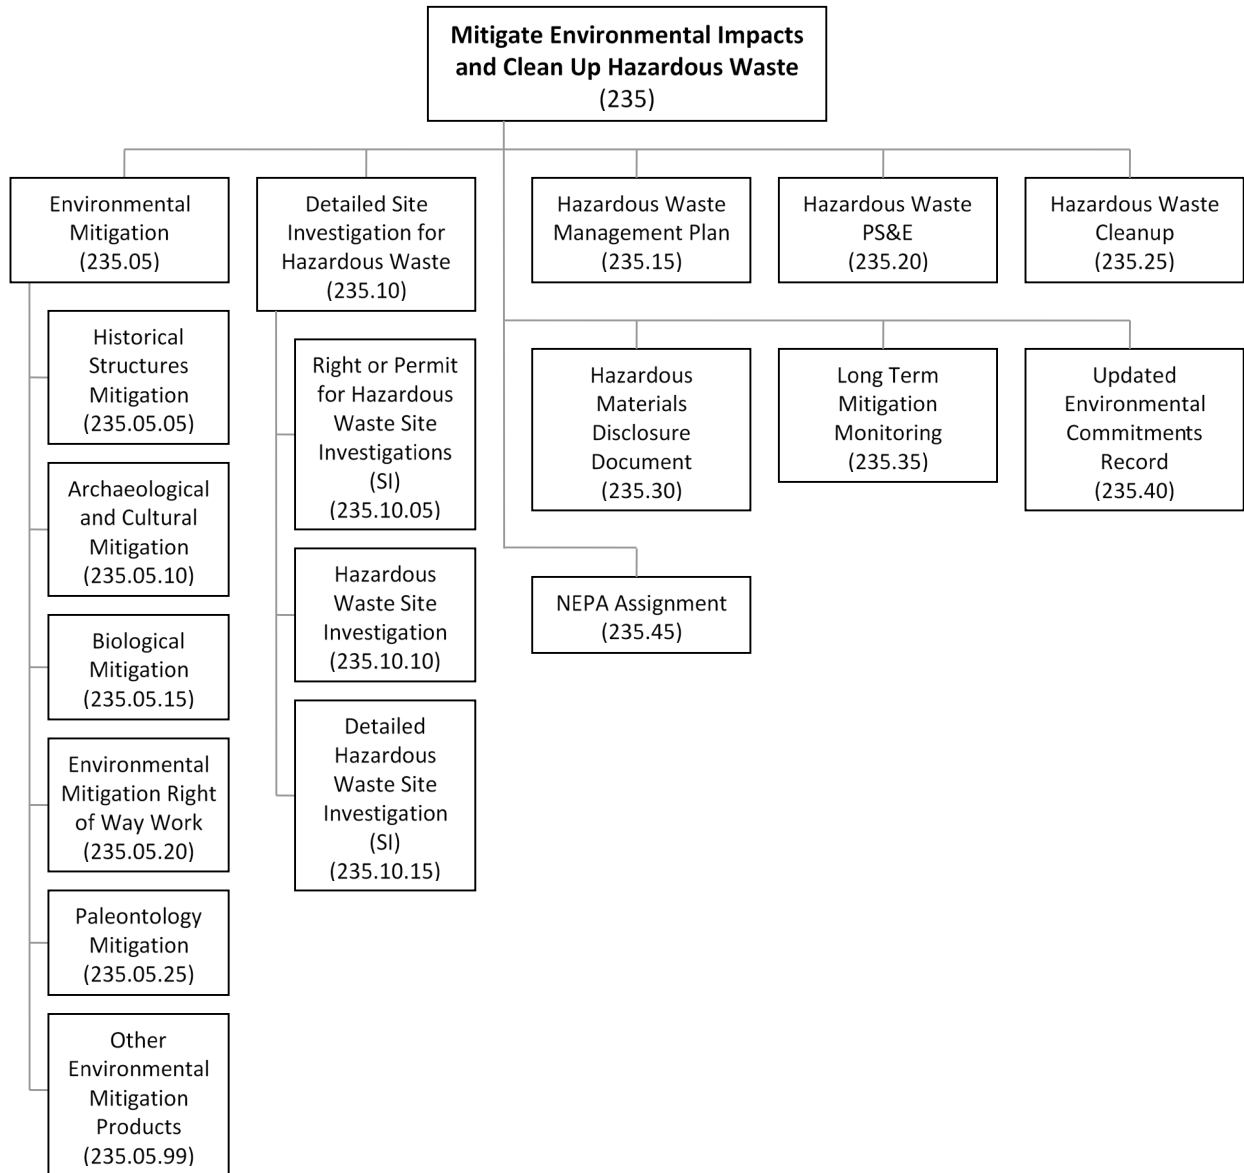 Mitigate Environmental Impacts
and Clean Up Hazardous Waste
(235)
Environmental
Mitigation
(235.05)
Historical
Structures
Mitigation
(235.05.05)
Archaeological
and Cultural
Mitigation
(235.05.10)
Biological
Mitigation
(235.05.15)
Environmental
Mitigation Right
of Way Work
(235.05.20)
Paleontology
Mitigation
(235.05.25)
Other
Environmental
Mitigation
Products
(235.05.99)
Detailed Site
Investigation for
Hazardous Waste
(235.10)
Right or Permit
for Hazardous
Waste Site
Investigations
(SI)
(235.10.05)
Hazardous
Waste Site
Investigation
(235.10.10)
Detailed
Hazardous
Waste Site
Investigation
(SI)
(235.10.15)
Hazardous Waste
Management Plan
(235.15)
Hazardous Waste
PS&E
(235.20)
Hazardous Waste
Cleanup
(235.25)
Hazardous
Materials
Disclosure
Document
(235.30)
Long Term
Mitigation
Monitoring
(235.35)
Updated
Environmental
Commitments
Record
(235.40)
NEPA Assignment
(235.45)